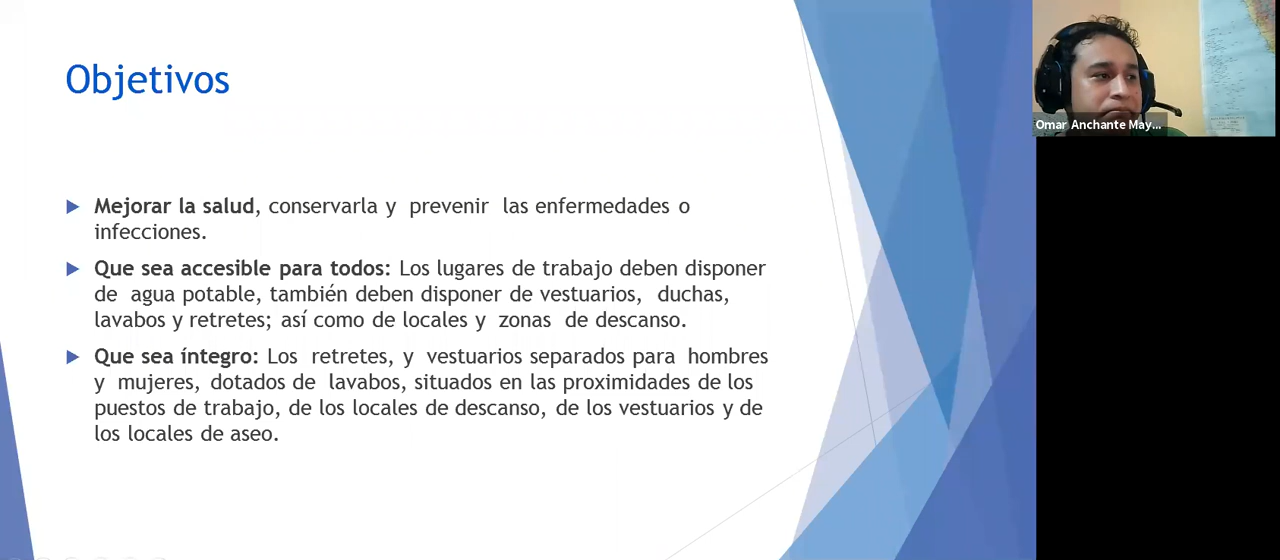 Objetivos
Mejorar la salud, conservarla y prevenir las enfermedades o
infecciones.
Que sea accesible para todos: Los lugares de trabajo deben disponer
de agua potable, también deben disponer de vestuarios, duchas,
lavabos y retretes; así como de locales y zonas de descanso.
Que sea íntegro: Los retretes, y vestuarios separados para hombres
y mujeres, dotados de lavabos, situados en las proximidades de los
puestos de trabajo, de los locales de descanso, de los vestuarios y de
los locales de aseo.
Omar Anchante May...